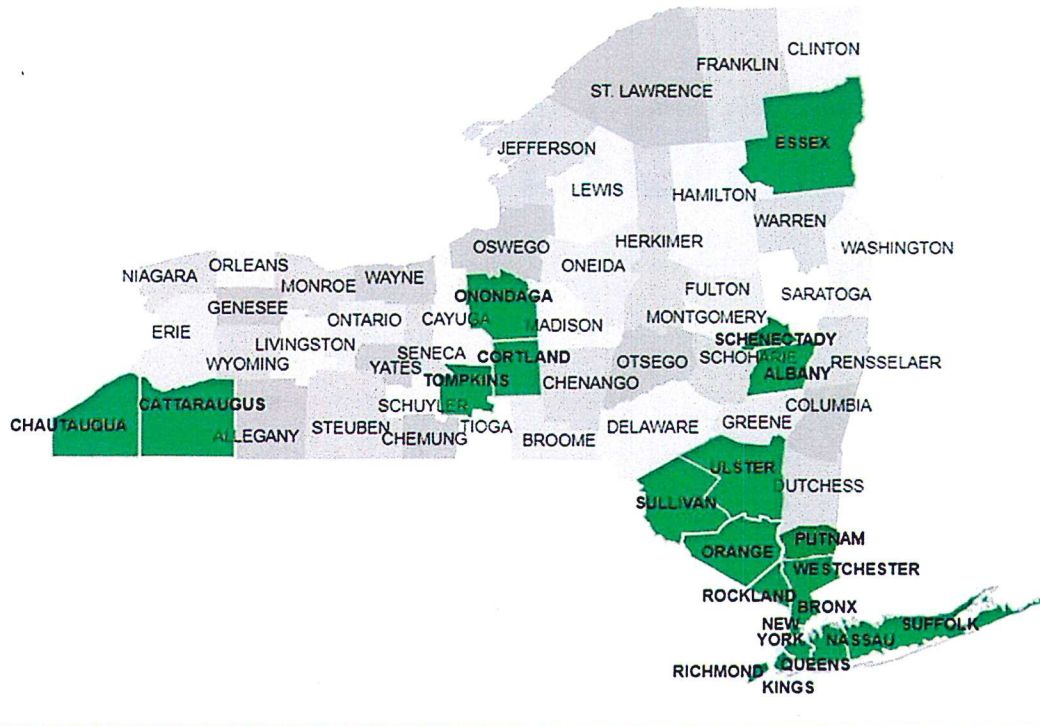 CLINTON
FRANKLIN
ST. LAWRENCE
ESSEX
JEFFERSON
LEWIS
HAMILTON
WARREN
OSWEGO
HERKIMER
WASHINGTON
ONEIDA
ORLEANS
NIAGARA
MONROE
WAYNE
FULTON
SARATOGA
ONONDAGA
GENESEE
ONTARIO
CAYUGA
MADISON
MONTGOMERY
ERIE
LIVINGSTON
SCHENECTADY
WYOMING
SENECA
CORTLAND
OTSEGO
SCHOHARIE
RENSSELAER
YATES
TOMPKINS
CHENANGO
ALBANY
CATTARAUGUS
SCHUYLER
COLUMBIA
CHAUTAUQUA
ALLEGANY
STEUBEN
CHEMUNG
TIOGA
BROOME
DELAWARE
GREENE
ULSTER
DUTCHESS
SULLIVAN
ORANGE
PUTNAM
WESTCHESTER
ROCKLAND
BRONX
NEW
YORK
NASSAU
SUFFOLK
RICHMOND
QUEENS
KINGS